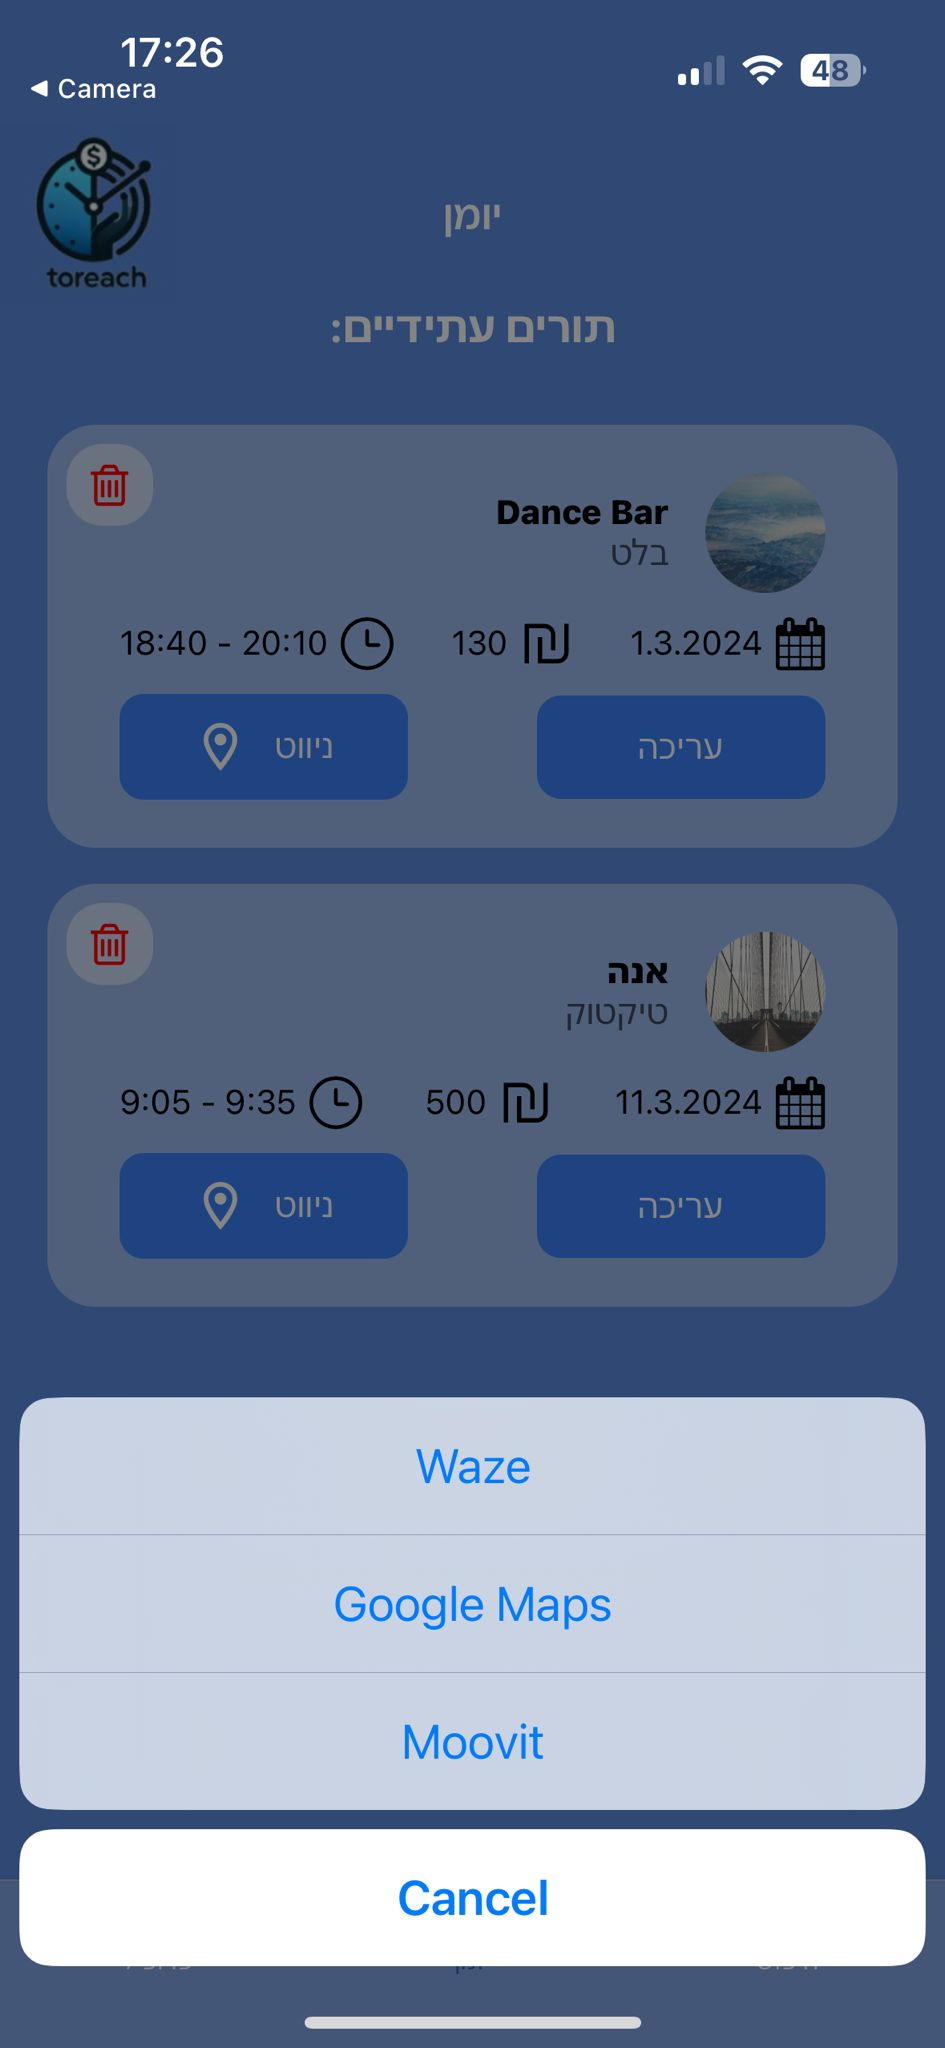 17:26
48
◀ Camera
$
toreach
יומן
תורים עתידיים:
Dance Bar
בלט
1.3.2024
130
18:40 - 20:10
עריכה
ניווט
אנה
טיקטוק
11.3.2024
500
9:05 - 9:35
עריכה
ניווט
Waze
Google Maps
Moovit
Cancel